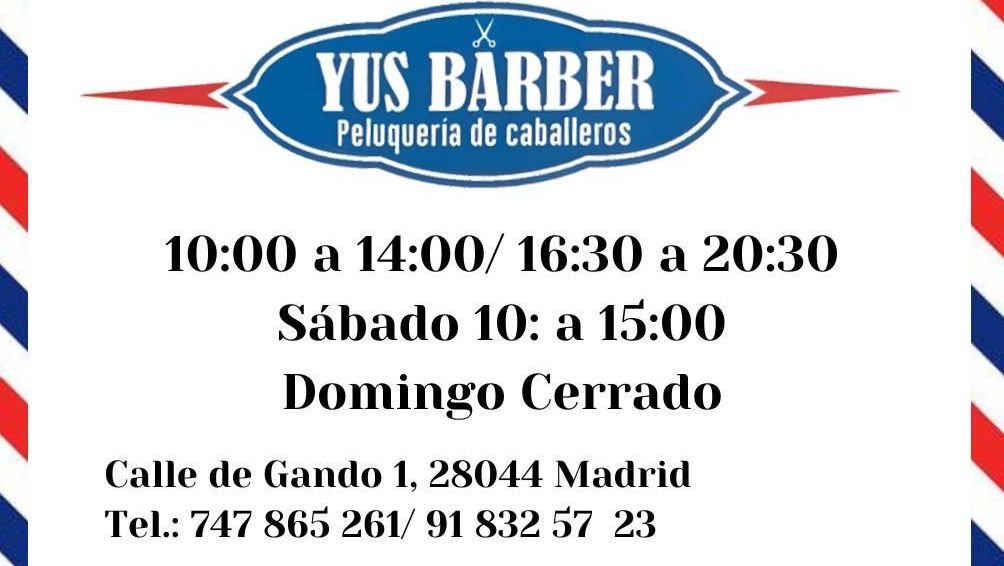 YUS BARBER
Peluquería de caballeros
10:00 a 14:00/ 16:30 a 20:30
Sábado 10: a 15:00
Domingo Cerrado
Calle de Gando 1, 28044 Madrid
Tel.: 747 865 261/ 91 832 57 23